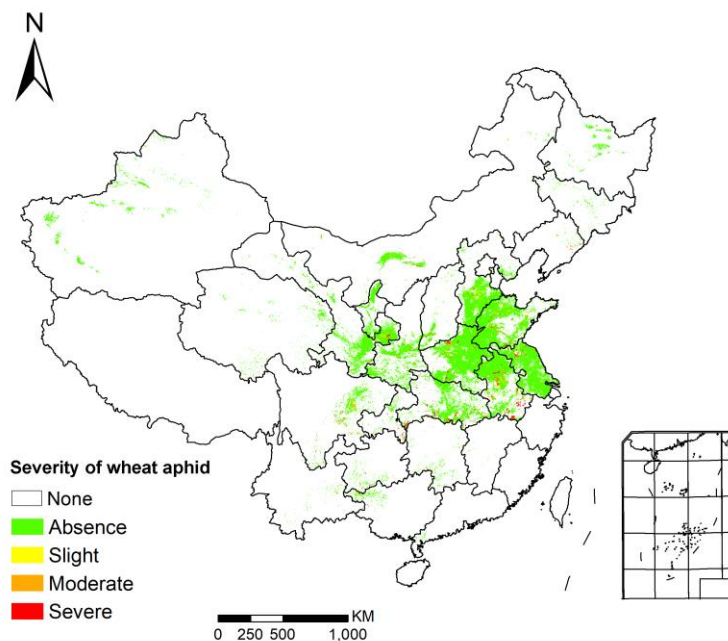 N
Severity of wheat aphid
None
Absence
Slight
Moderate
Severe
KM
0 250 500 1,000